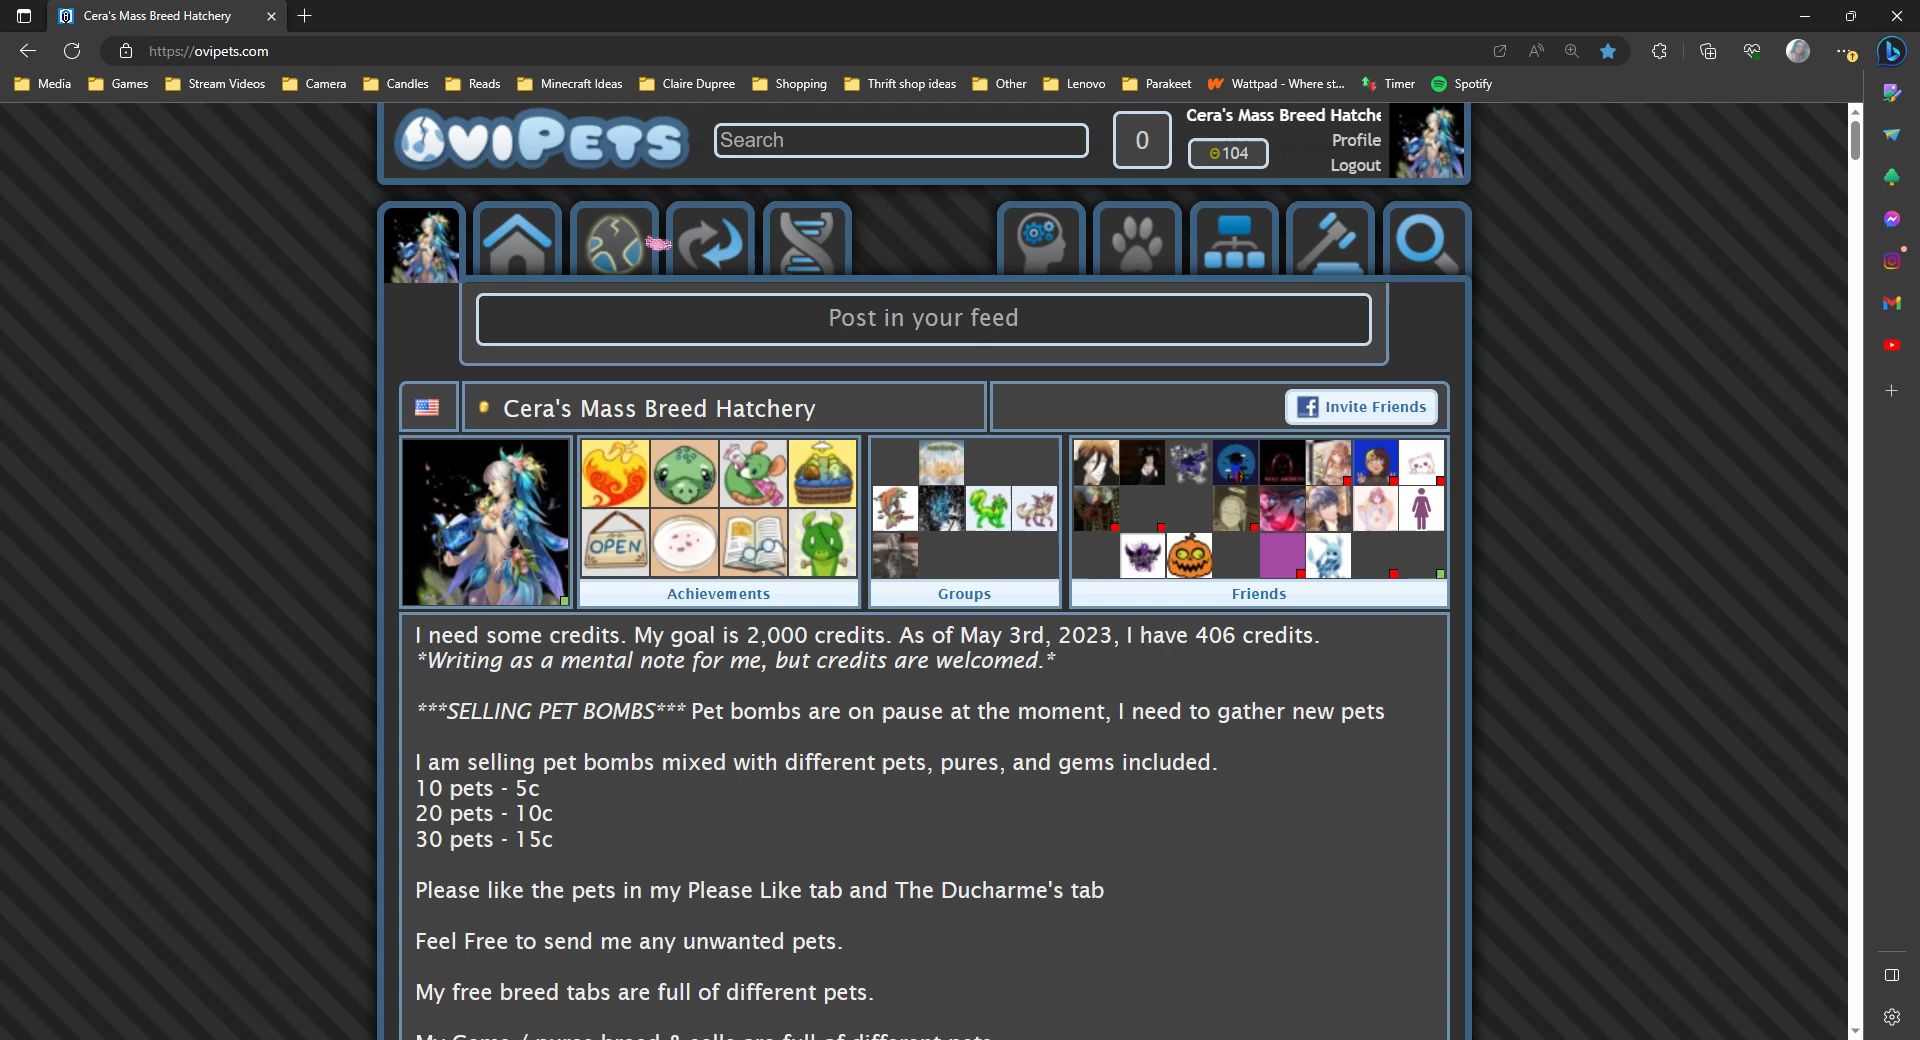 Cera's Mass Breed Hatchery
https://ovipets.com
Media Games Stream Videos Camera Candles Reads Minecraft Ideas Claire Dupree Shopping Thrift shop ideas Other Lenovo Parakeet Wattpad - Where st... Timer Spotify
OviPets
Search
0
Cera's Mass Breed Hatche
104
Profile
Logout
Post in your feed
Cera's Mass Breed Hatchery
Invite Friends
OPEN
Achievements
Groups
Friends
I need some credits. My goal is 2,000 credits. As of May 3rd, 2023, I have 406 credits.
*Writing as a mental note for me, but credits are welcomed.*
***SELLING PET BOMBS*** Pet bombs are on pause at the moment, I need to gather new pets
I am selling pet bombs mixed with different pets, pures, and gems included.
10 pets - 5c
20 pets - 10c
30 pets - 15c
Please like the pets in my Please Like tab and The Ducharme's tab
Feel Free to send me any unwanted pets.
My free breed tabs are full of different pets.